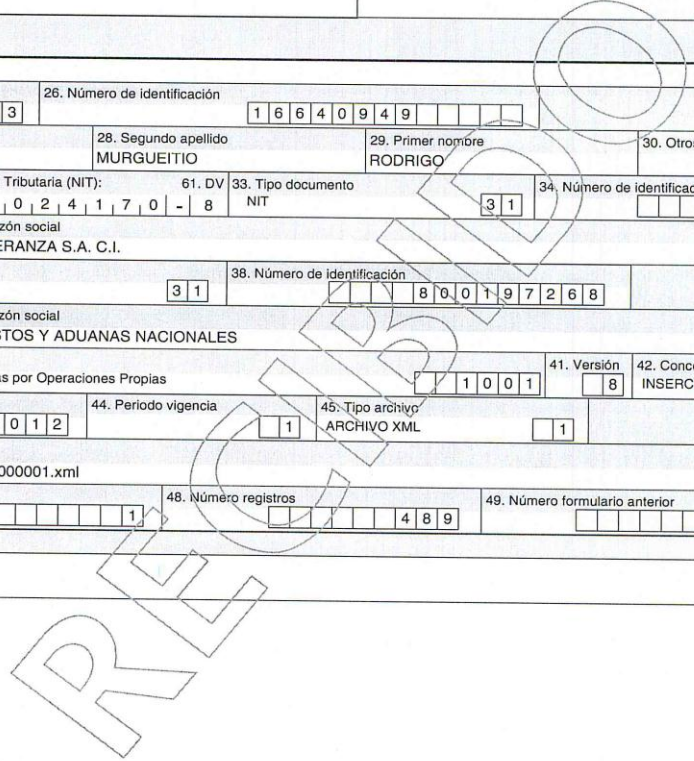 3 26. Número de identificación 1 6 6 4 0 9 4 9
28. Segundo apellido 29. Primer nombre 30. Otros
MURGUEITIO RODRIGO
Tributaria (NIT): 61. DV 33. Tipo documento 34. Número de identificac
0 2 4 1 7 0 - 8 NIT 3 1
zón social
ERANZA S.A. C.I.
3 1 38. Número de identificación 8 0 0 1 9 7 2 6 8
zón social
STOS Y ADUANAS NACIONALES
as por Operaciones Propias 1 0 0 1 41. Versión 8 42. Conce
INSERC
0 1 2 44. Periodo vigencia 1 45. Tipo archivo
ARCHIVO XML 1
000001.xml
1 48. Número registros 4 8 9 49. Número formulario anterior
RECIBIDO